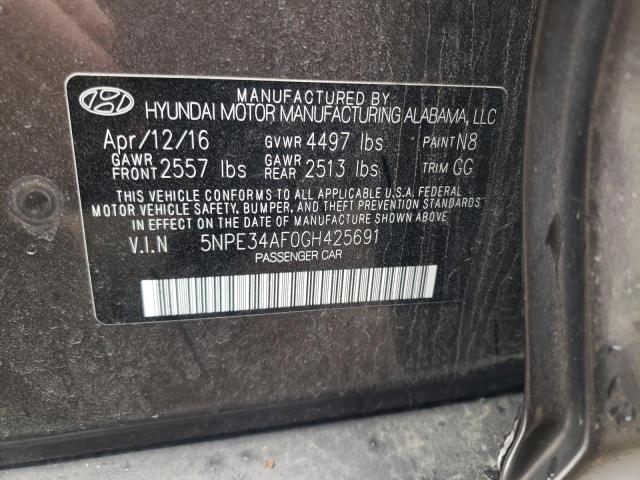 MANUFACTURED BY
HYUNDAI MOTOR MANUFACTURING ALABAMA, LLC
Apr/12/16 GVWR 4497 lbs PAINT N8
GAWR FRONT 2557 lbs GAWR REAR 2513 lbs TRIM GG
THIS VEHICLE CONFORMS TO ALL APPLICABLE U.S.A. FEDERAL
MOTOR VEHICLE SAFETY, BUMPER, AND THEFT PREVENTION STANDARDS
IN EFFECT ON THE DATE OF MANUFACTURE SHOWN ABOVE.
V.I.N 5NPE34AF0GH425691
PASSENGER CAR